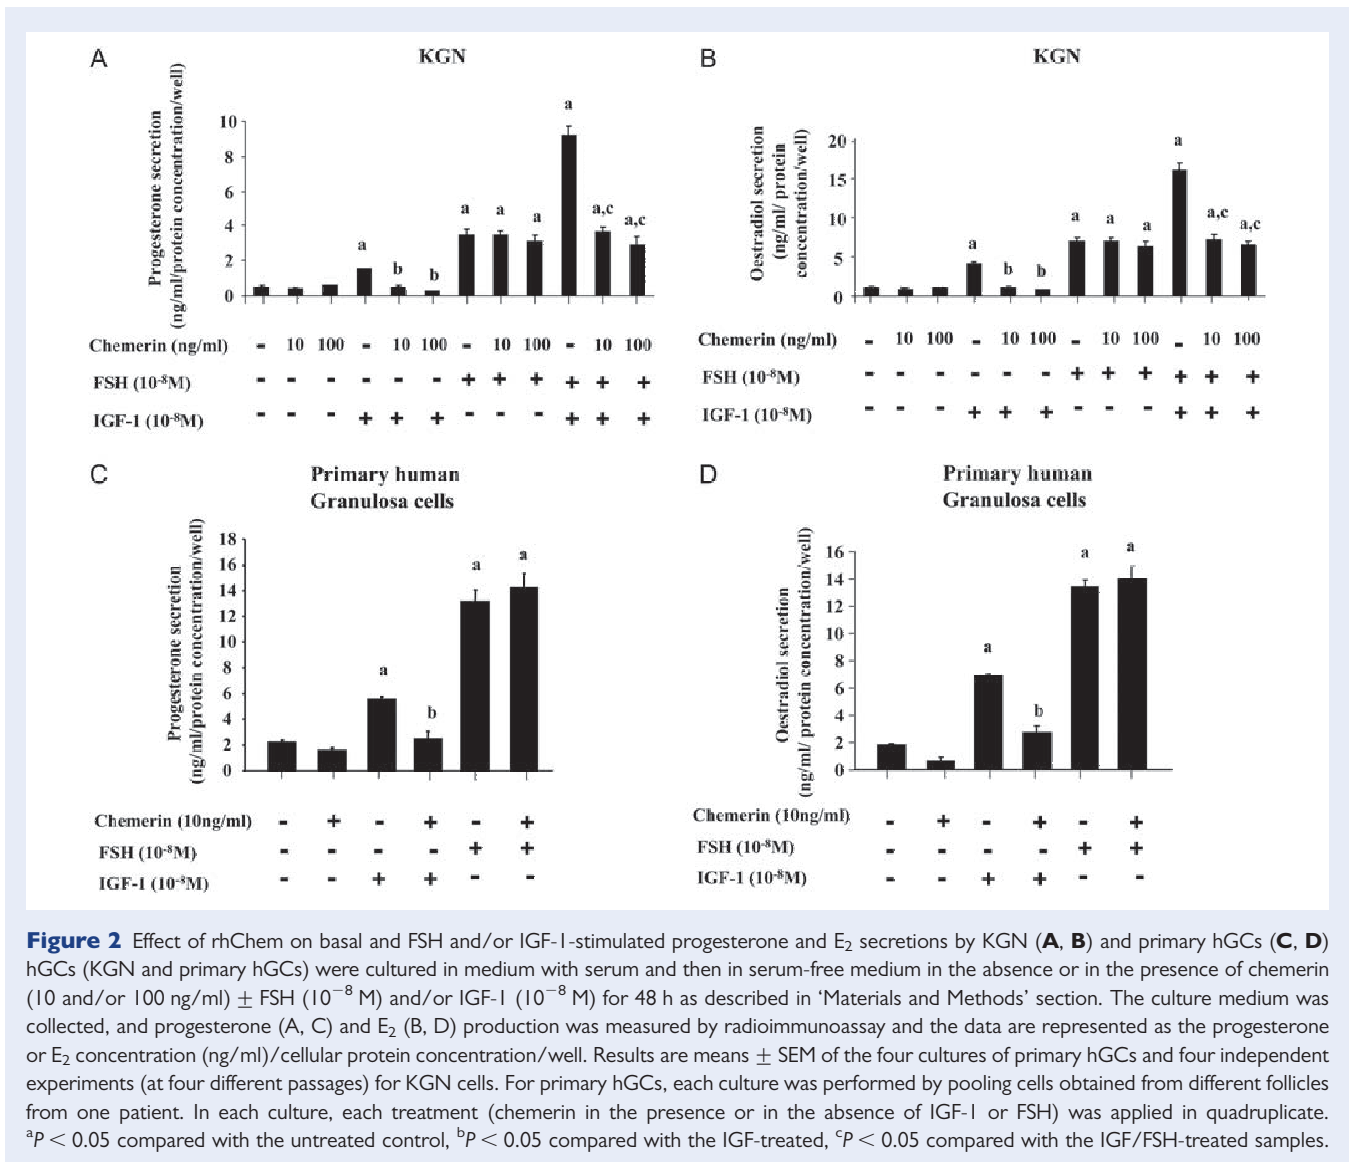 A
KGN
Progesterone secretion
(ng/ml/protein concentration/well)
10
8
6
4
2
0
a
b
b
a
a
a
a
a,c
a,c
Chemerin (ng/ml) - 10 100 - 10 100 - 10 100 - 10 100
FSH (10⁻⁸M) - - - - - - + + + + + +
IGF-1 (10⁻⁸M) - - - + + + - - - + + +
B
KGN
Oestradiol secretion
(ng/ml/ protein
concentration/well)
20
15
10
5
0
a
b
b
a
a
a
a
a,c
a,c
Chemerin (ng/ml) - 10 100 - 10 100 - 10 100 - 10 100
FSH (10⁻⁸M) - - - - - - + + + + + +
IGF-1 (10⁻⁸M) - - - + + + - - - + + +
C
Primary human
Granulosa cells
Progesterone secretion
(ng/ml/protein concentration/well)
18
16
14
12
10
8
6
4
2
0
a
b
a
a
Chemerin (10ng/ml) - + - + - +
FSH (10⁻⁸M) - - - - + +
IGF-1 (10⁻⁸M) - - + + - -
D
Primary human
Granulosa cells
Oestradiol secretion
(ng/ml/ protein concentration/well)
16
14
12
10
8
6
4
2
0
a
b
a
a
Chemerin (10ng/ml) - + - + - +
FSH (10⁻⁸M) - - - - + +
IGF-1 (10⁻⁸M) - - + + - -
Figure 2 Effect of rhChem on basal and FSH and/or IGF-1-stimulated progesterone and E₂ secretions by KGN (A, B) and primary hGCs (C, D)
hGCs (KGN and primary hGCs) were cultured in medium with serum and then in serum-free medium in the absence or in the presence of chemerin
(10 and/or 100 ng/ml) ± FSH (10⁻⁸ M) and/or IGF-1 (10⁻⁸ M) for 48 h as described in ‘Materials and Methods’ section. The culture medium was
collected, and progesterone (A, C) and E₂ (B, D) production was measured by radioimmunoassay and the data are represented as the progesterone
or E₂ concentration (ng/ml)/cellular protein concentration/well. Results are means ± SEM of the four cultures of primary hGCs and four independent
experiments (at four different passages) for KGN cells. For primary hGCs, each culture was performed by pooling cells obtained from different follicles
from one patient. In each culture, each treatment (chemerin in the presence or in the absence of IGF-1 or FSH) was applied in quadruplicate.
ᵃP < 0.05 compared with the untreated control, ᵇP < 0.05 compared with the IGF-treated, ᶜP < 0.05 compared with the IGF/FSH-treated samples.